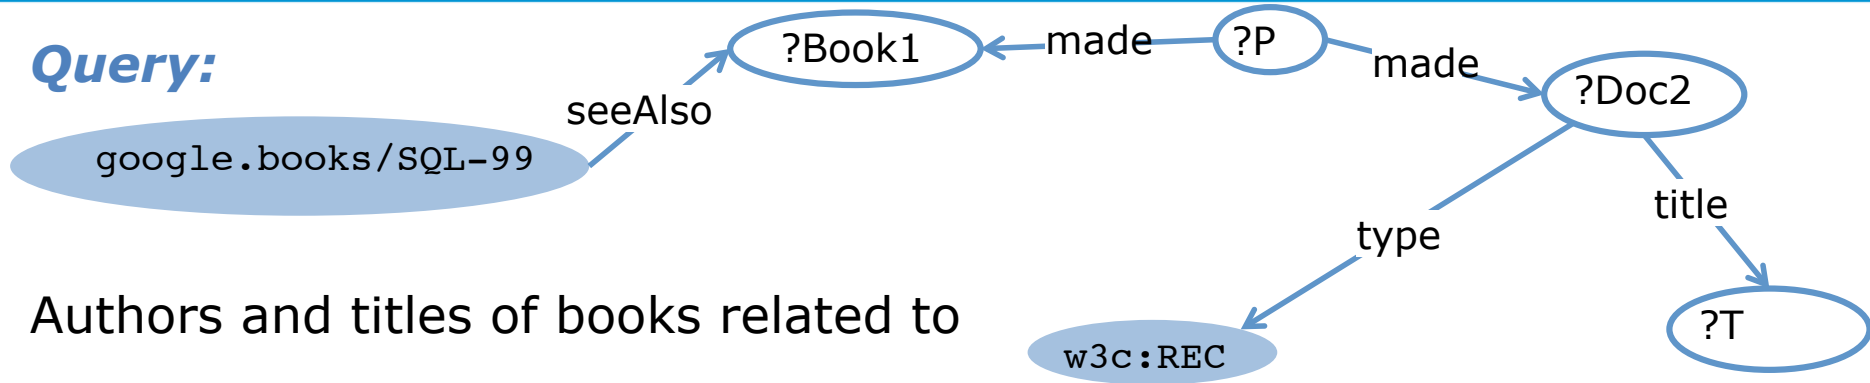 Query:
?Book1
made
?P
made
?Doc2
seeAlso
google.books/SQL-99
type
title
Authors and titles of books related to
w3c:REC
?T